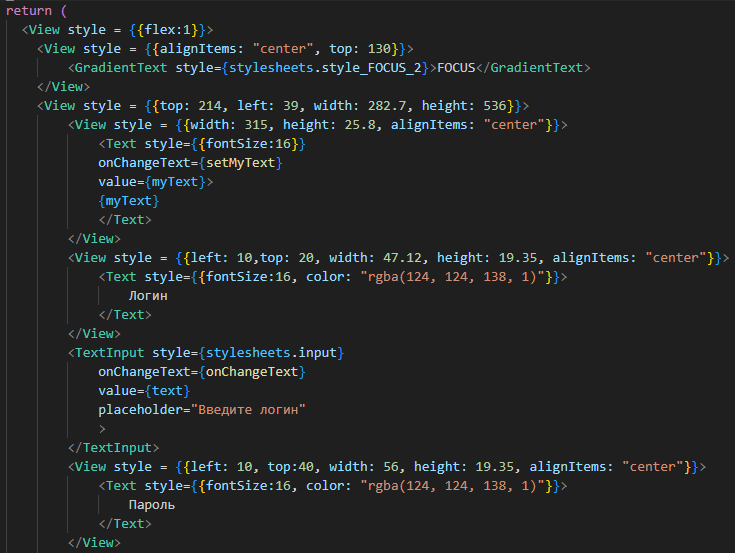 return (
<View style = {{flex:1}}>
<View style = {{alignItems: "center", top: 130}}>
<GradientText style={stylesheets.style_FOCUS_2}>FOCUS</GradientText>
</View>
<View style = {{top: 214, left: 39, width: 282.7, height: 536}}>
<View style = {{width: 315, height: 25.8, alignItems: "center"}}>
<Text style={{fontSize:16}}
onChangeText={setMyText}
value={myText}>
{myText}
</Text>
</View>
<View style = {{left: 10,top: 20, width: 47.12, height: 19.35, alignItems: "center"}}>
<Text style={{fontSize:16, color: "rgba(124, 124, 138, 1)"}}>
Логин
</Text>
</View>
<TextInput style={stylesheets.input}
onChangeText={onChangeText}
value={text}
placeholder="Введите логин"
>
</TextInput>
<View style = {{left: 10, top:40, width: 56, height: 19.35, alignItems: "center"}}>
<Text style={{fontSize:16, color: "rgba(124, 124, 138, 1)"}}>
Пароль
</Text>
</View>